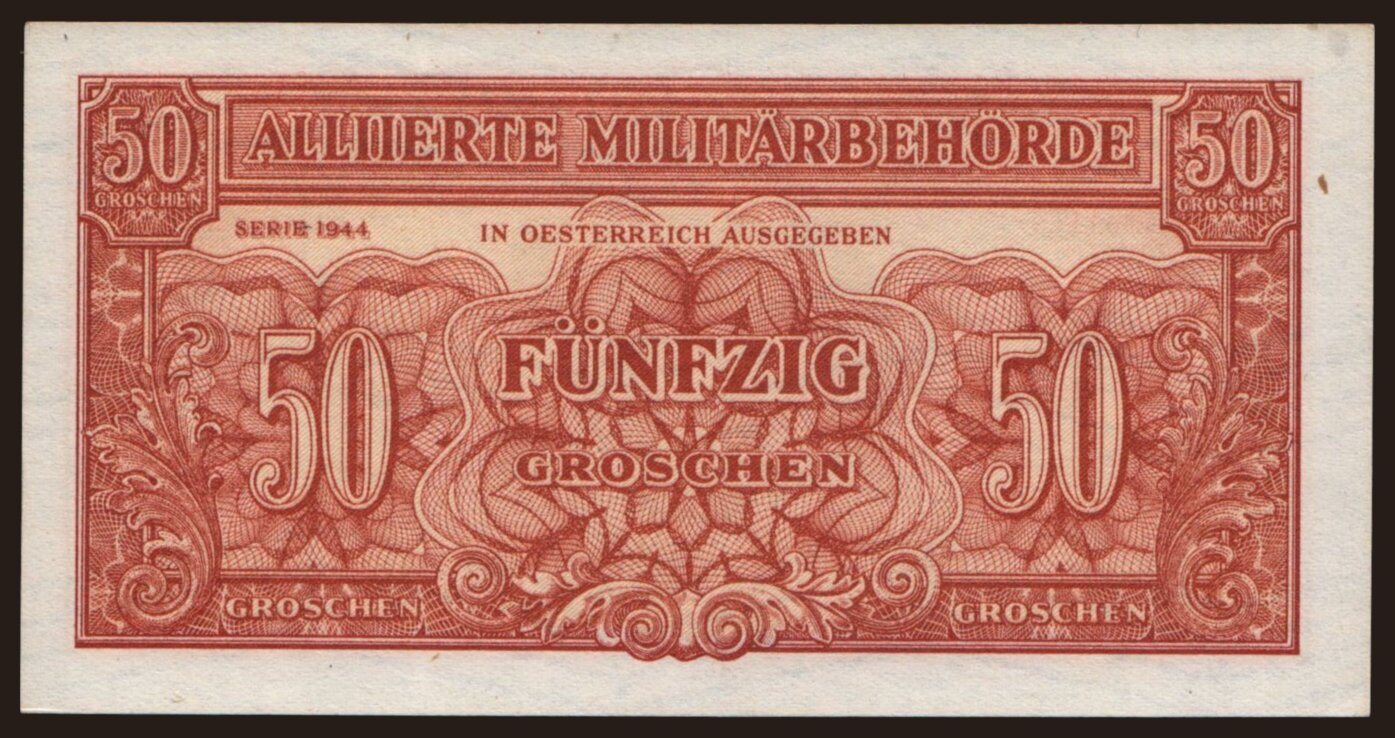 50 ALLIIERTE MILITÄRBEHÖRDE 50
GROSCHEN GROSCHEN
SERIE 1944 IN OESTERREICH AUSGEGEBEN
50 FÜNFZIG 50
GROSCHEN
GROSCHEN GROSCHEN